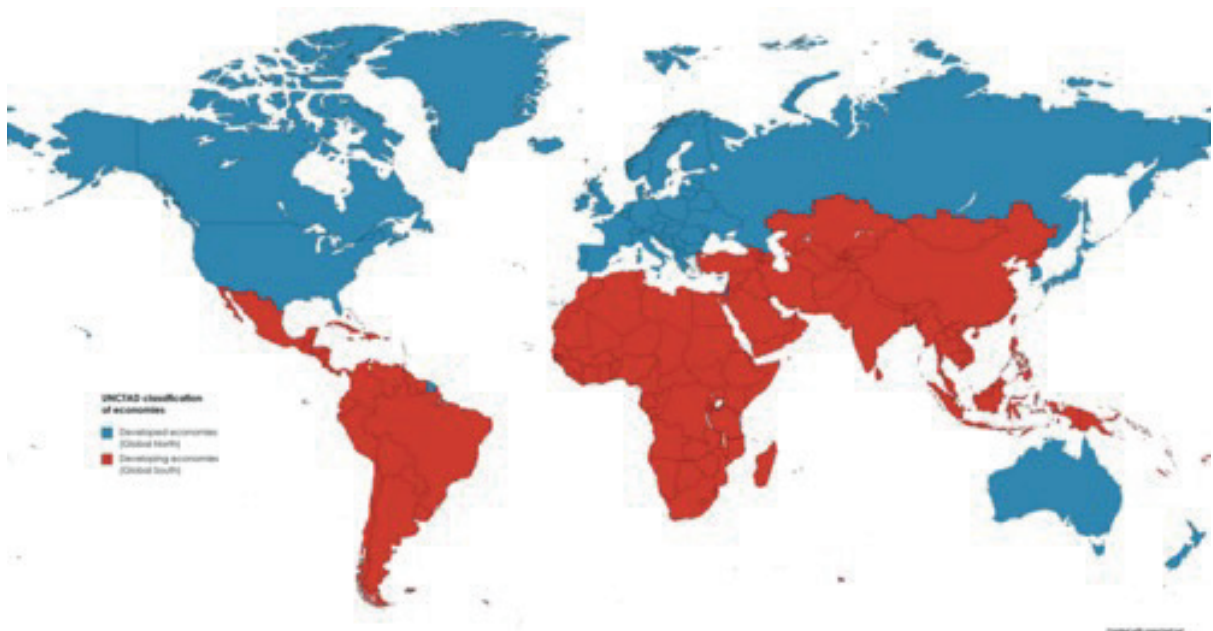 UNCTAD classification
of economies
Developed economies
(Global North)
Developing economies
(Global South)